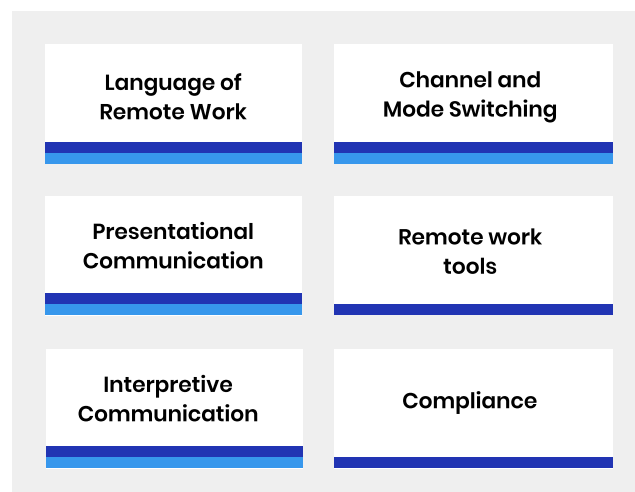 Language of
Remote Work
Channel and
Mode Switching
Presentational
Communication
Remote work
tools
Interpretive
Communication
Compliance